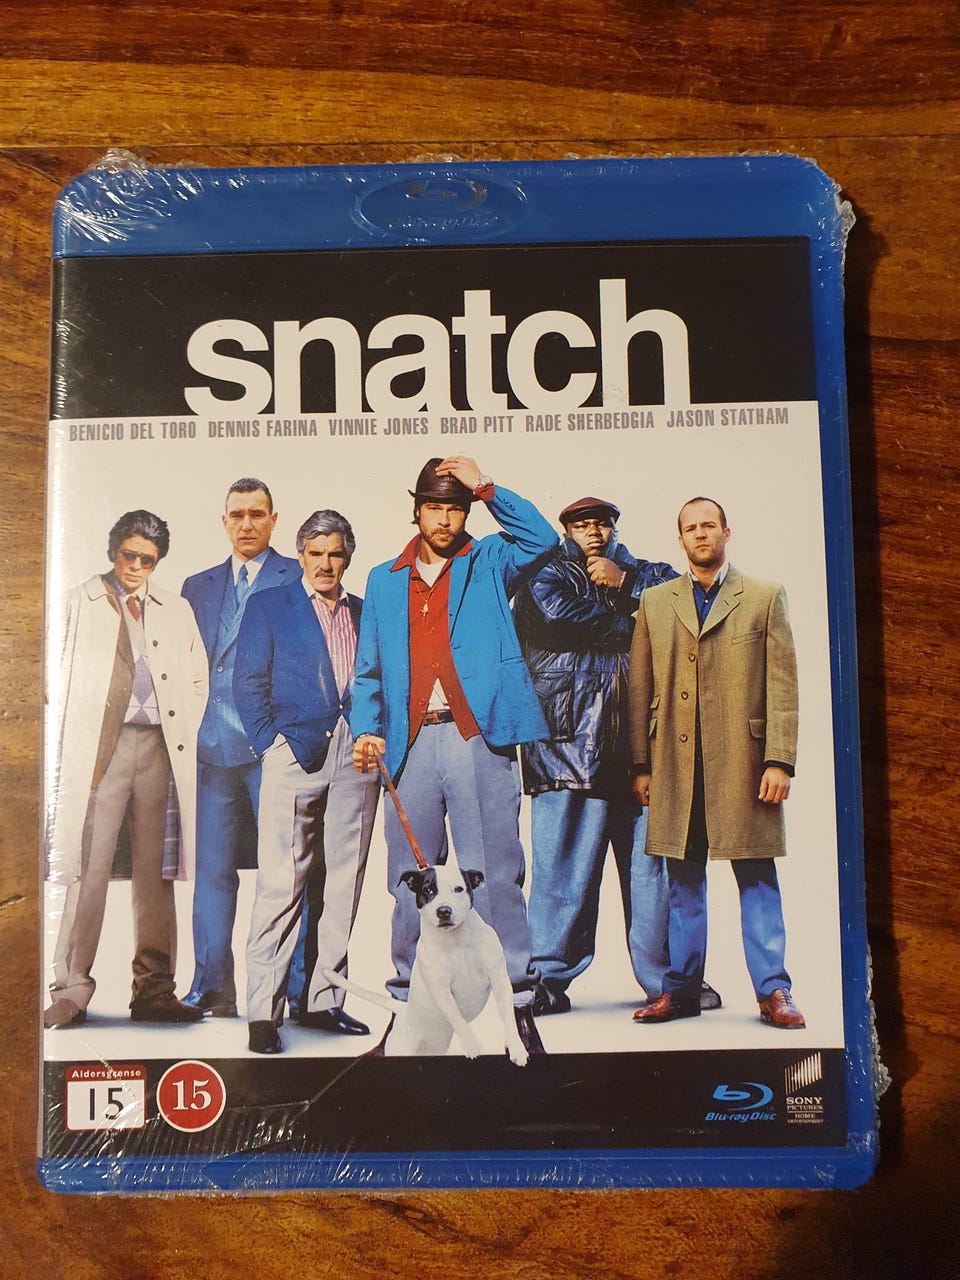 snatch
BENICIO DEL TORO DENNIS FARINA VINNIE JONES BRAD PITT RADE SHERBEDGIA JASON STATHAM
Aldersgrense
15
15
Blu-ray Disc
SONY
PICTURES
HOME